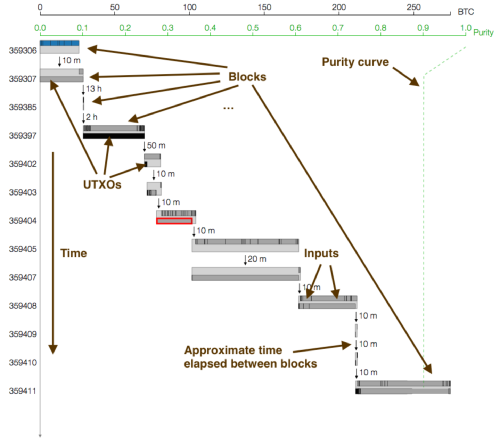 0 50 100 150 200 250 BTC
0.0 0.1 0.2 0.3 0.4 0.5 0.6 0.7 0.8 0.9 1.0 Purity
359306
10 m
Purity curve
359307
Blocks
13 h
359385
...
2 h
359397
50 m
359402
UTXOs
10 m
359403
10 m
359404
10 m
359405
Time
Inputs
20 m
359407
10 m
359408
10 m
359409
Approximate time
elapsed between blocks
10 m
359410
10 m
359411